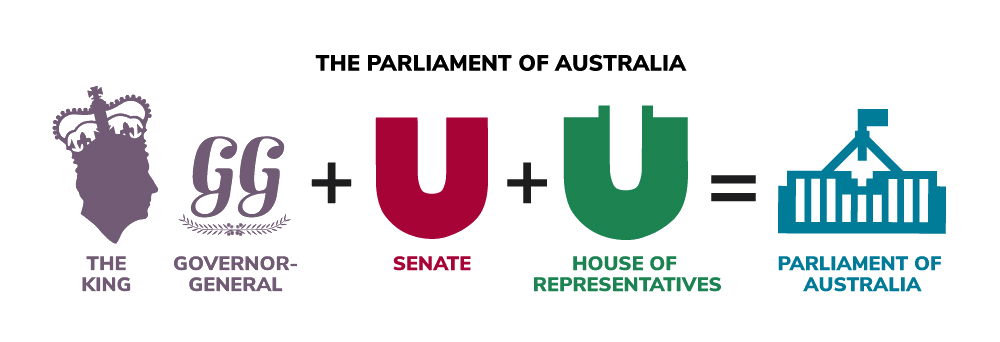 THE PARLIAMENT OF AUSTRALIA
GG
+
+
=
THE
KING
GOVERNOR-
GENERAL
SENATE
HOUSE OF
REPRESENTATIVES
PARLIAMENT OF
AUSTRALIA